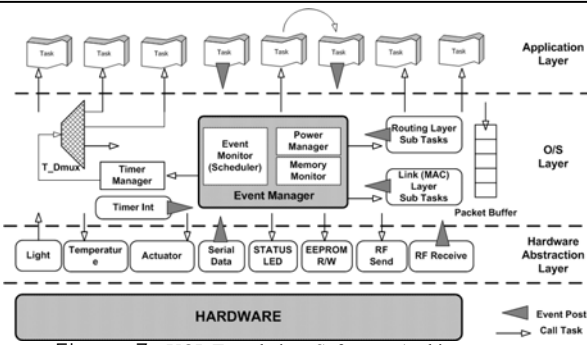 Task Task Task Task Task Task Task Task
Application
Layer
T_Dmux
Timer
Manager
Timer Int
Event
Monitor
(Scheduler)
Power
Manager
Memory
Monitor
Event Manager
Routing Layer
Sub Tasks
Link (MAC)
Layer
Sub Tasks
Packet Buffer
O/S
Layer
Light
Temperatur
e
Actuator
Serial
Data
STATUS
LED
EEPROM
R/W
RF
Send
RF Receive
Hardware
Abstraction
Layer
HARDWARE
Event Post
Call Task